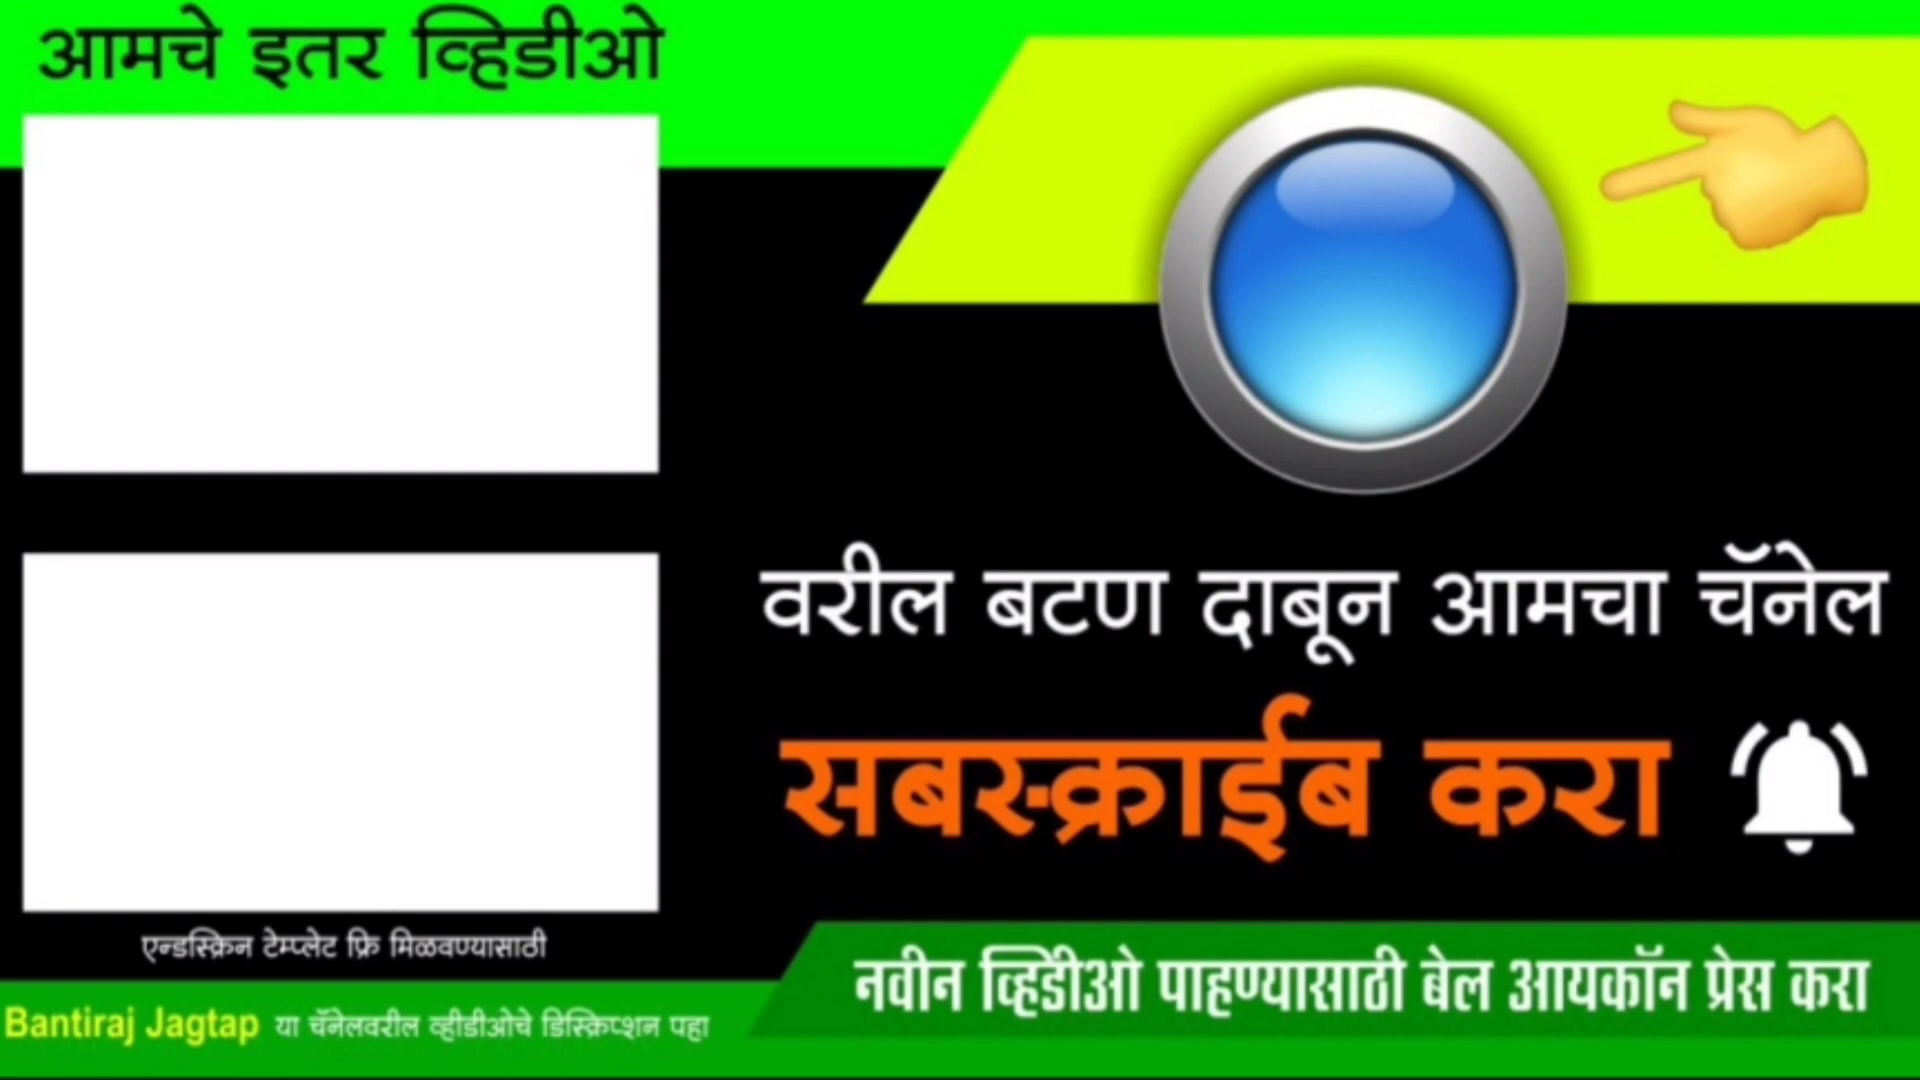 आमचे इतर व्हिडीओ
वरील बटण दाबून आमचा चॅनेल
सबस्क्राईब करा
एन्डस्क्रिन टेम्प्लेट फ्रि मिळवण्यासाठी
Bantiraj Jagtap या चॅनेलवरील व्हीडीओचे डिस्क्रिप्शन पहा
नवीन व्हिडीओ पाहण्यासाठी बेल आयकॉन प्रेस करा